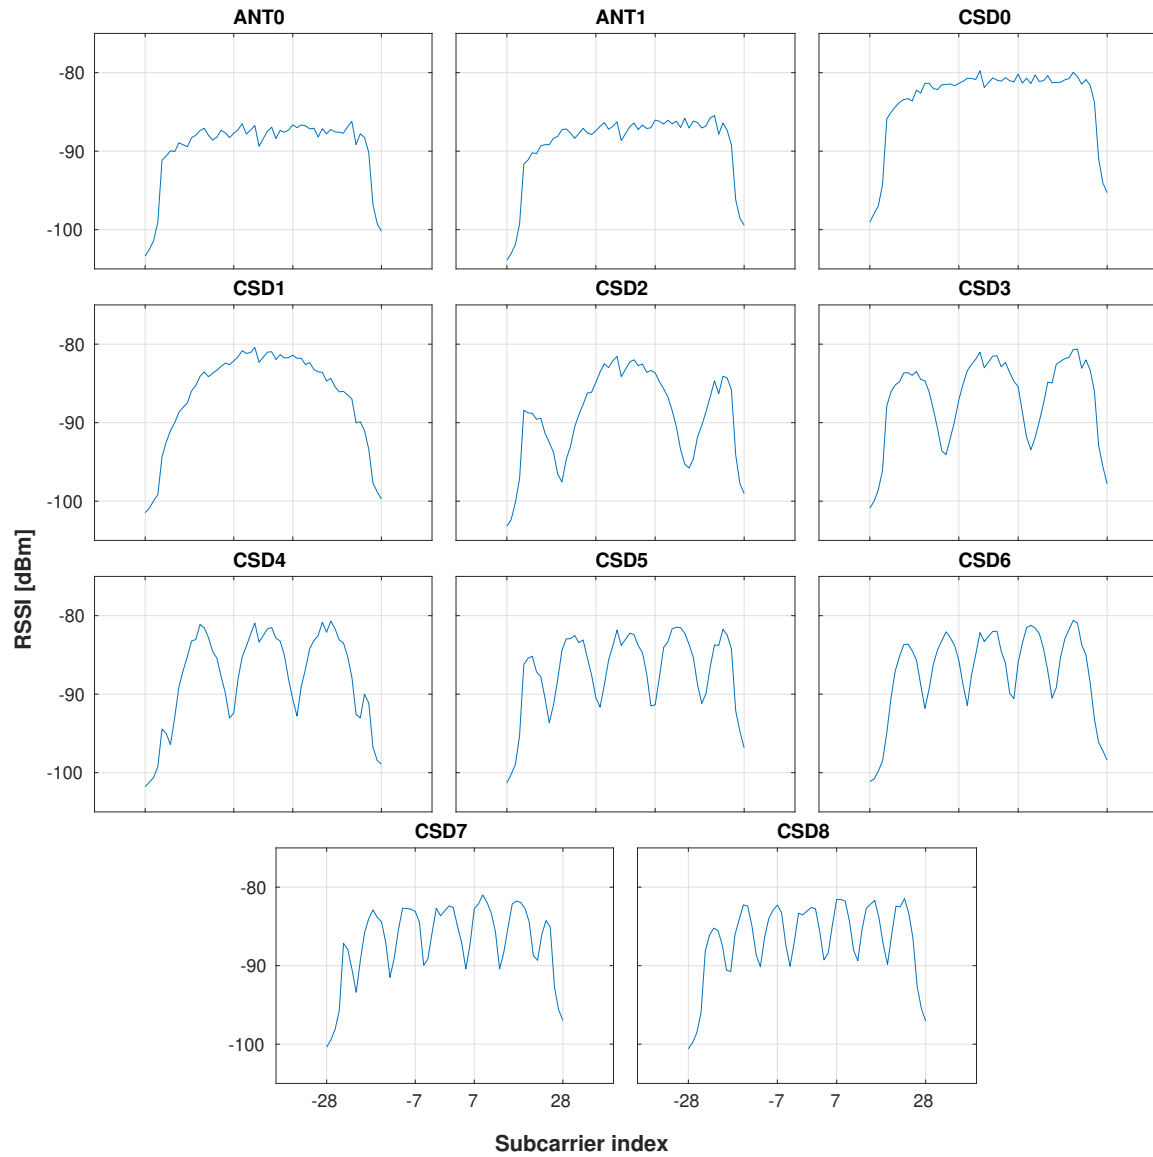 ANT0 ANT1 CSD0
-80
-90
-100
CSD1 CSD2 CSD3
-80
-90
-100
RSSI [dBm]
CSD4 CSD5 CSD6
-80
-90
-100
CSD7 CSD8
-80
-90
-100
-28 -7 7 28 -28 -7 7 28
Subcarrier index